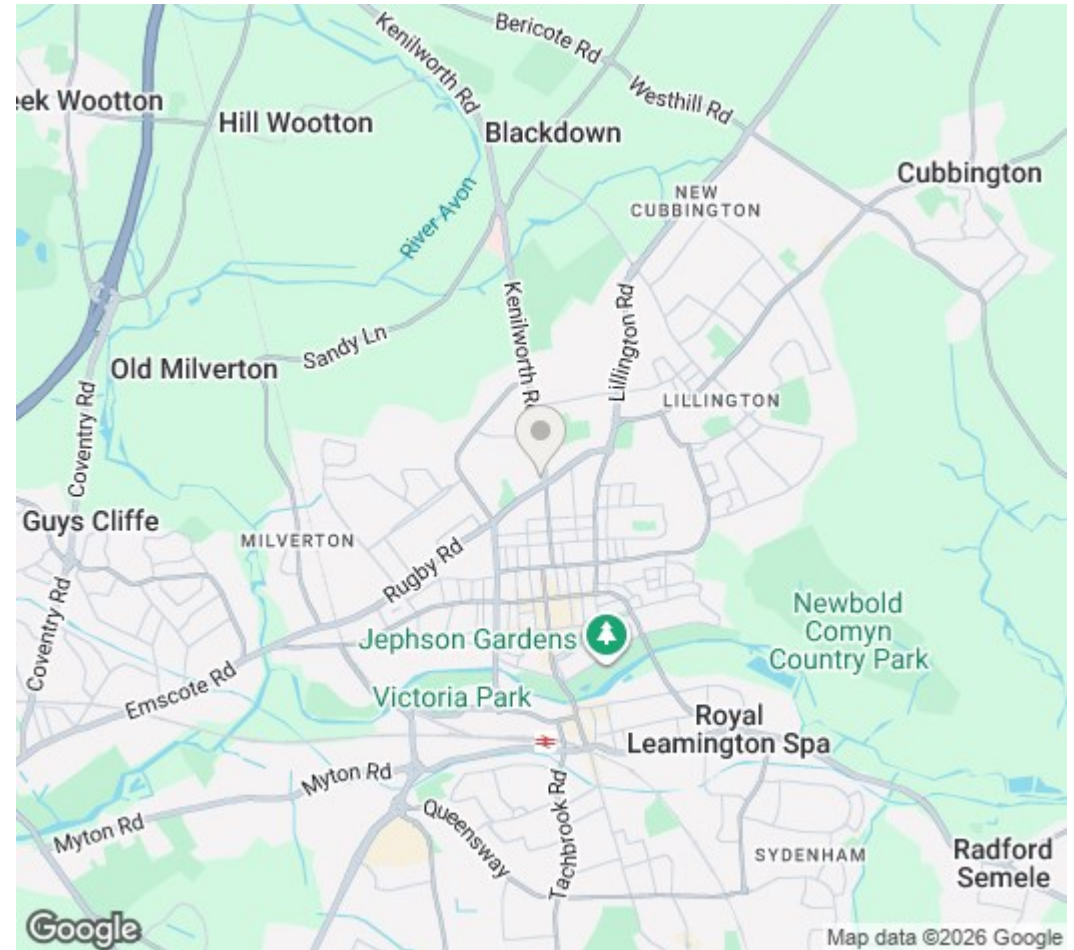 Bericote Rd
Kenilworth Rd
Westhill Rd
eek Wootton
Hill Wootton
Blackdown
Cubbington
NEW
CUBBINGTON
River Avon
Kenilworth Rd
Lillington Rd
Sandy Ln
Old Milverton
LILLINGTON
Coventry Rd
Guys Cliffe
MILVERTON
Rugby Rd
Newbold
Comyn
Country Park
Jephson Gardens
Coventry Rd
Emscote Rd
Victoria Park
Royal
Leamington Spa
Myton Rd
Myton Rd
Queensway
Tachbrook Rd
SYDENHAM
Radford
Semele
Google
Map data ©2026 Google